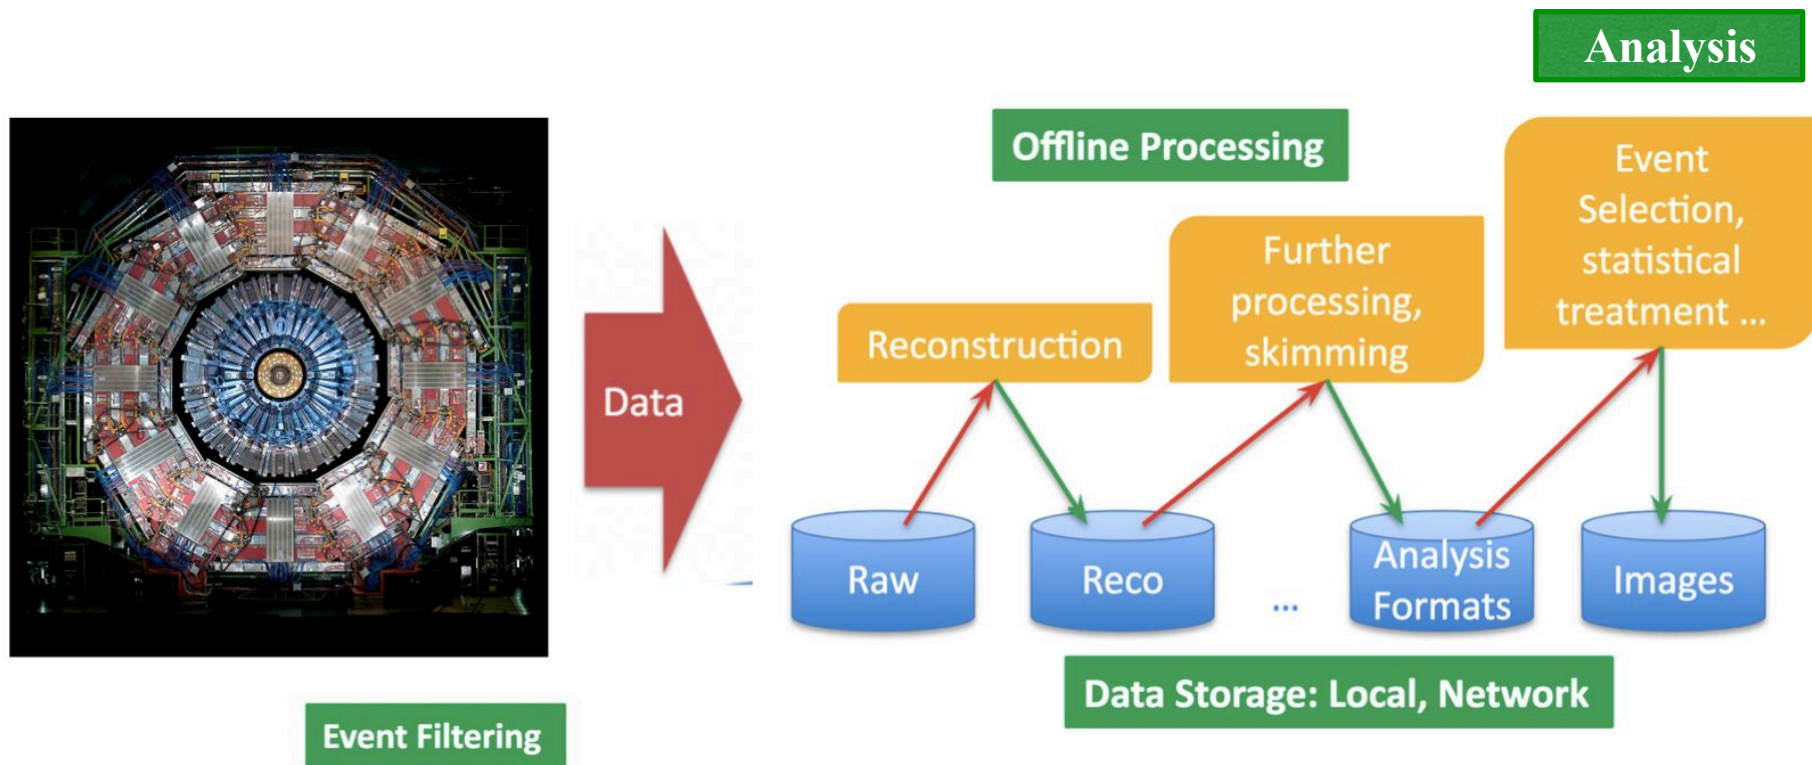 Analysis
Offline Processing
Event
Selection,
statistical
treatment ...
Further
processing,
skimming
Reconstruction
Data
Raw
Reco
...
Analysis
Formats
Images
Data Storage: Local, Network
Event Filtering